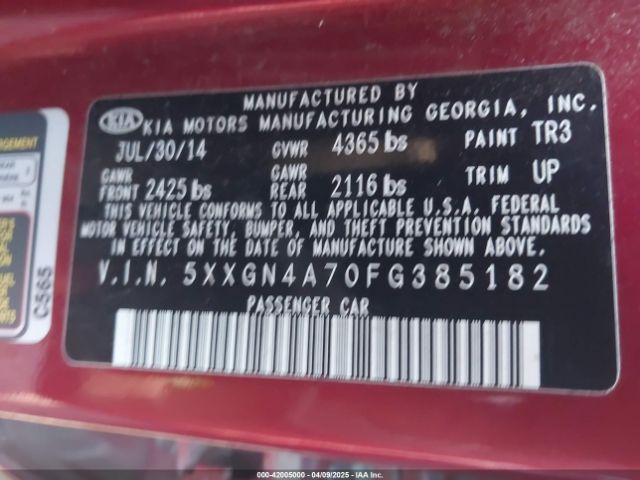 MANUFACTURED BY
KIA KIA MOTORS MANUFACTURING GEORGIA, INC.
JUL/30/14 GVWR 4365 lbs PAINT TR3
GAWR FRONT 2425 lbs GAWR REAR 2116 lbs TRIM UP
THIS VEHICLE CONFORMS TO ALL APPLICABLE U.S.A. FEDERAL
MOTOR VEHICLE SAFETY, BUMPER, AND THEFT PREVENTION STANDARDS
IN EFFECT ON THE DATE OF MANUFACTURE SHOWN ABOVE.
V.I.N. 5XXGN4A70FG385182
PASSENGER CAR
C565
000-42005000 04/09/2025 IAAI.COM